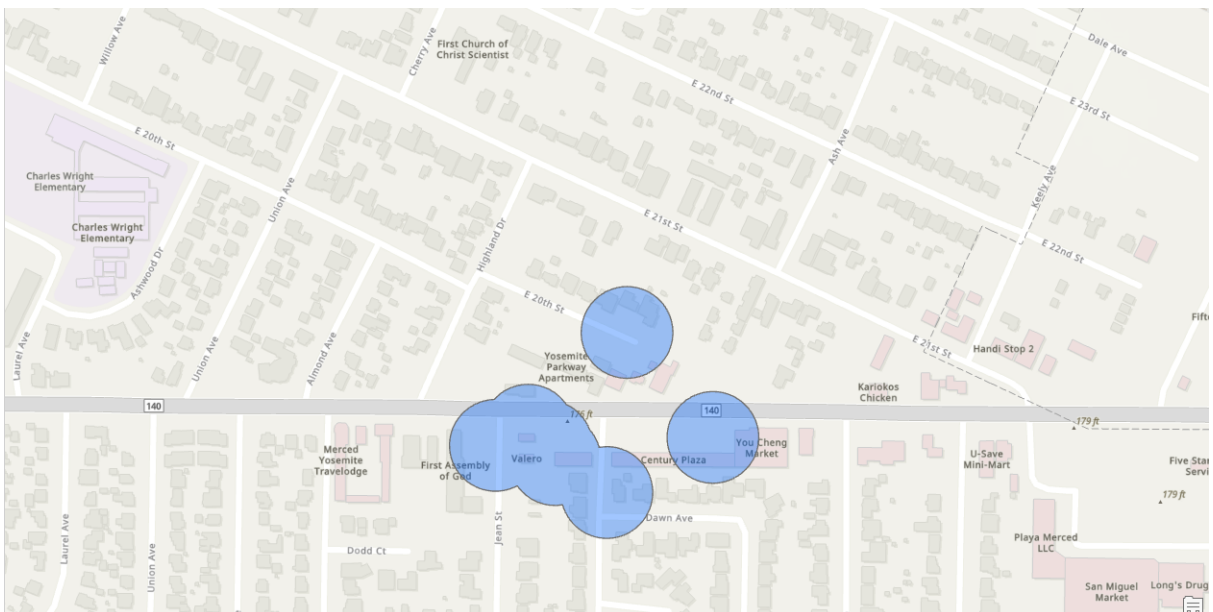 Willow Ave
Cherry Ave
First Church of
Christ Scientist
Dale Ave
E 22nd St
E 23rd St
E 20th St
Ash Ave
Charles Wright
Elementary
Union Ave
Keely Ave
Charles Wright
Elementary
E 21st St
Highland Dr
E 22nd St
Ashwood Dr
E 20th St
Laurel Ave
Union Ave
Almond Ave
E 21st St
Handi Stop 2
Yosemite
Parkway
Apartments
Kariokos
Chicken
140
140
176 ft
179 ft
Merced
Yosemite
Travelodge
First Assembly
of God
Valero
Century Plaza
You Cheng
Market
U-Save
Mini-Mart
Five Star
179 ft
Laurel Ave
Union Ave
Jean St
Dawn Ave
Dodd Ct
Playa Merced
LLC
San Miguel
Market
Long's Drug